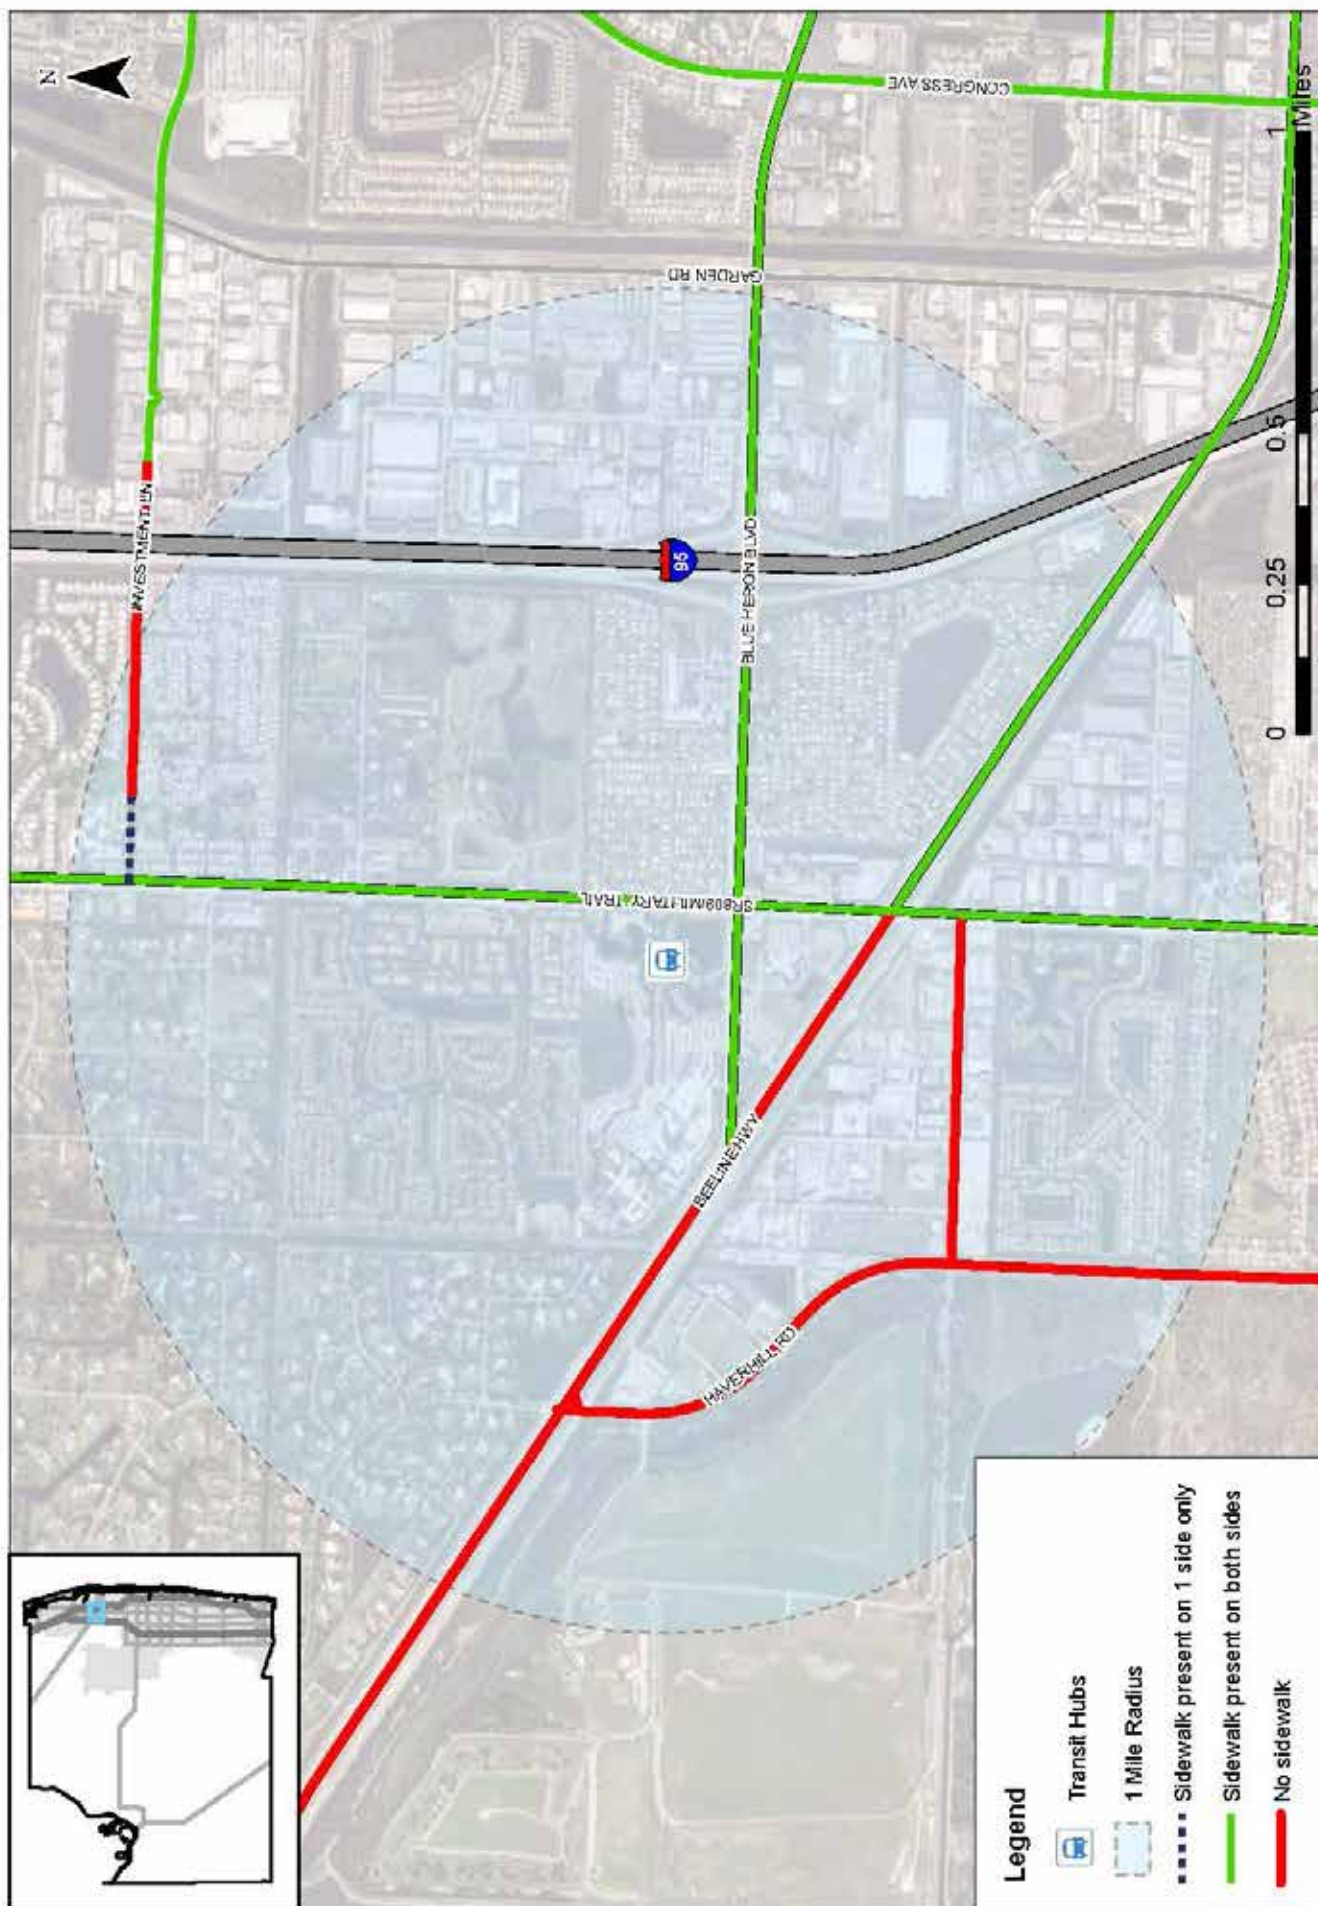 N
INVESTMENT LN
CONGRESS AVE
GARDEN RD
95
BLUE HERON BLVD
SR809/MILITARY TRAIL
BEELINE HWY
HAVERHILL RD
Legend
Transit Hubs
1 Mile Radius
Sidewalk present on 1 side only
Sidewalk present on both sides
No sidewalk
0 0.25 0.5 1
Miles